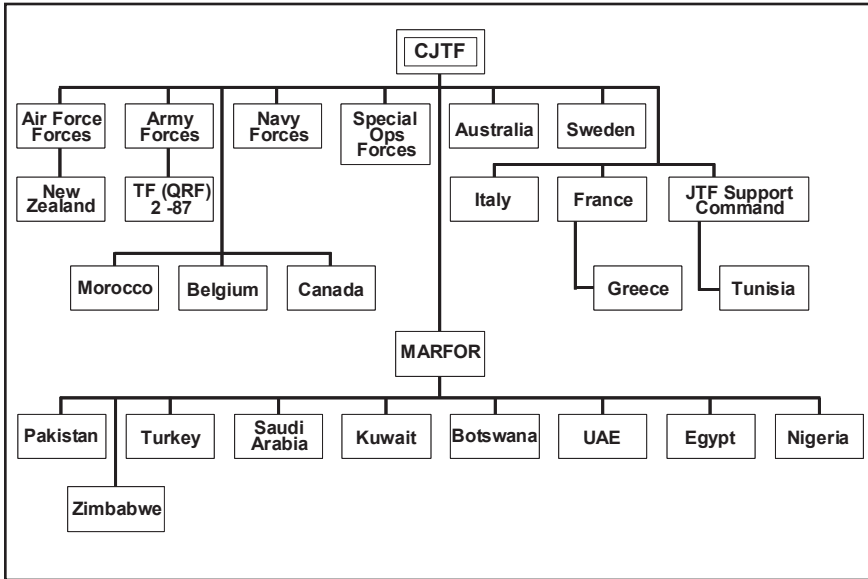 CJTF
Air Force
Forces
Army
Forces
Navy
Forces
Special
Ops
Forces
Australia
Sweden
New
Zealand
TF (QRF)
2 -87
Italy
France
JTF Support
Command
Morocco
Belgium
Canada
Greece
Tunisia
MARFOR
Pakistan
Turkey
Saudi
Arabia
Kuwait
Botswana
UAE
Egypt
Nigeria
Zimbabwe